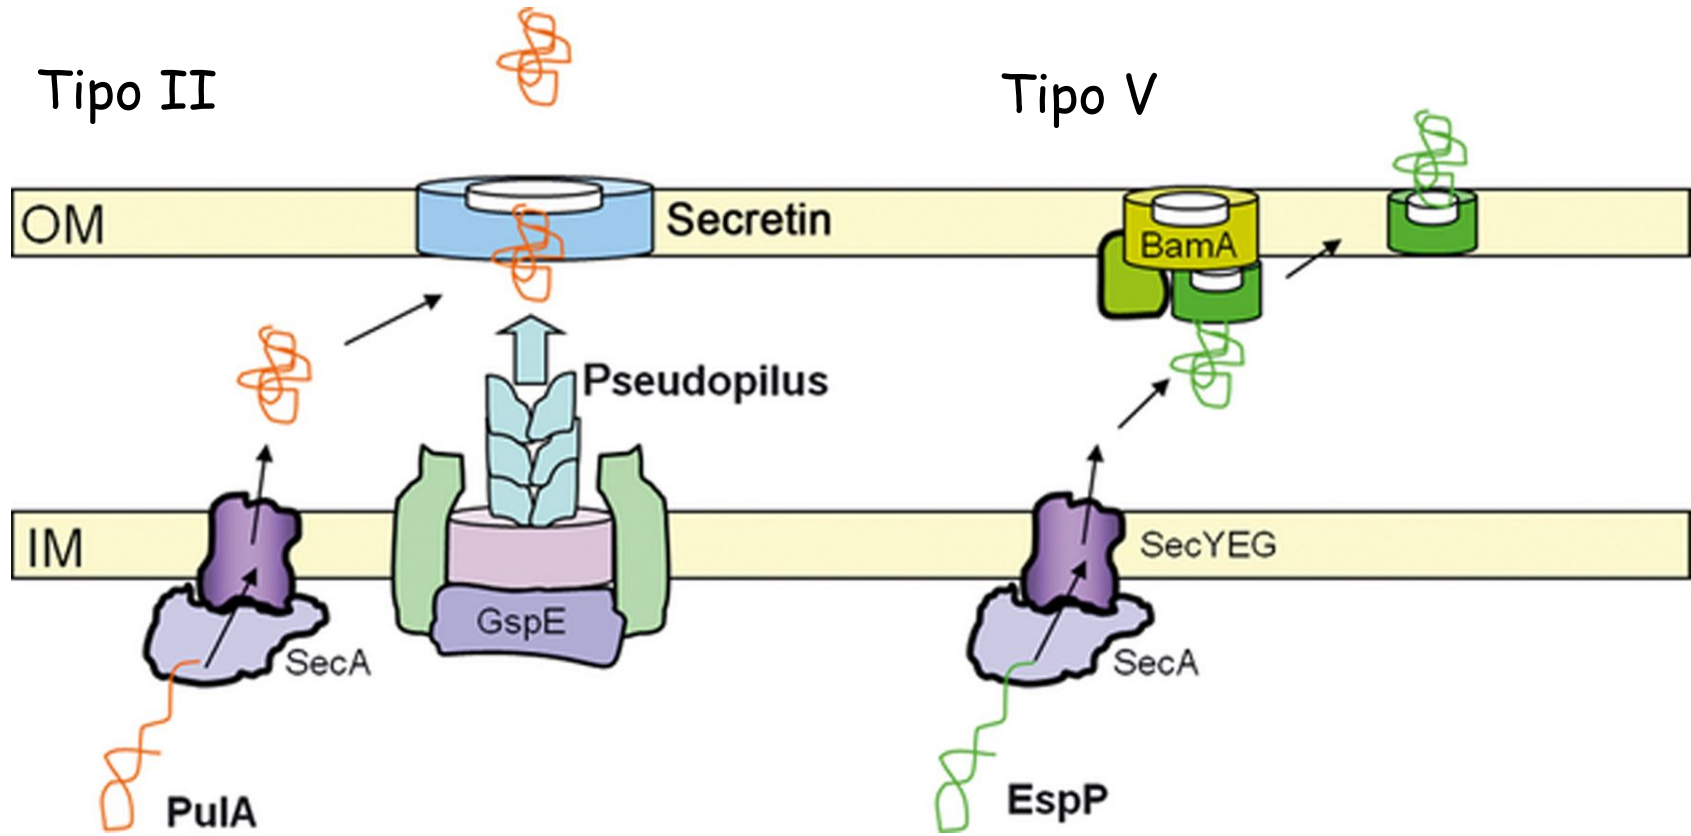 Tipo II
Tipo V
OM
Secretin
BamA
Pseudopilus
IM
SecYEG
GspE
SecA
SecA
PulA
EspP